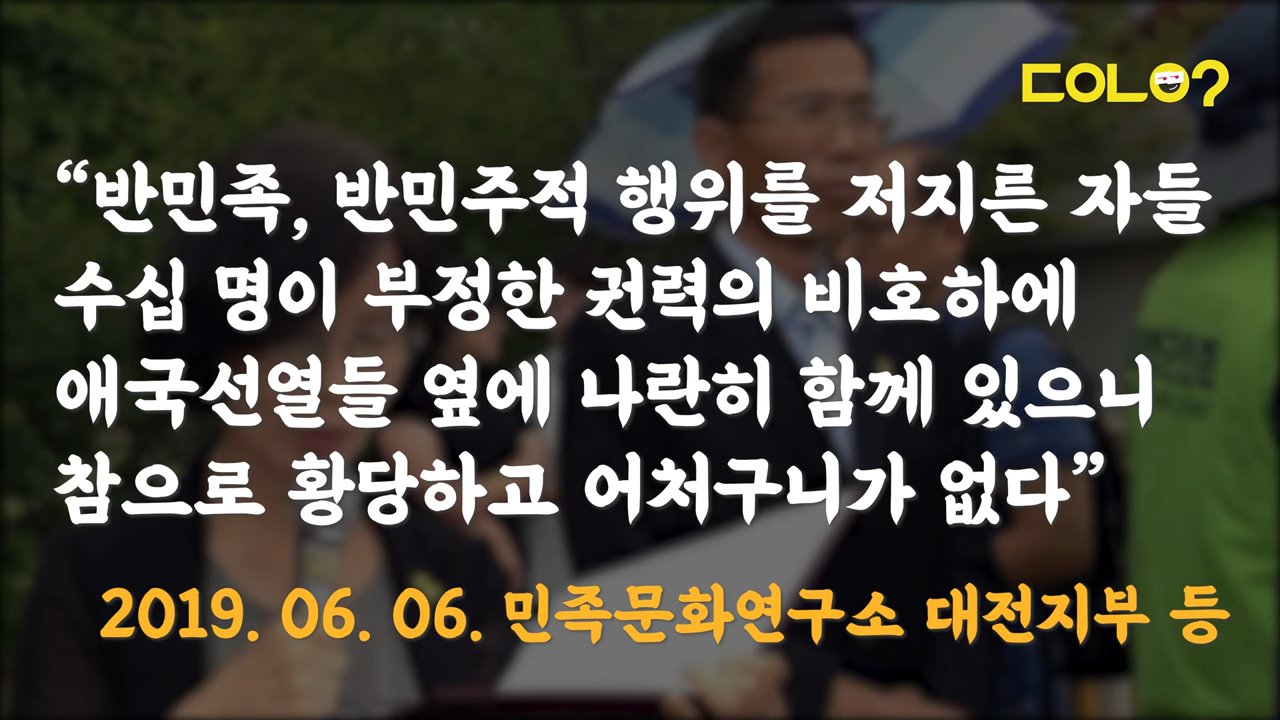 “반민족, 반민주적 행위를 저지른 자들
수십 명이 부정한 권력의 비호하에
애국선열들 옆에 나란히 함께 있으니
참으로 황당하고 어처구니가 없다”
2019. 06. 06. 민족문화연구소 대전지부 등